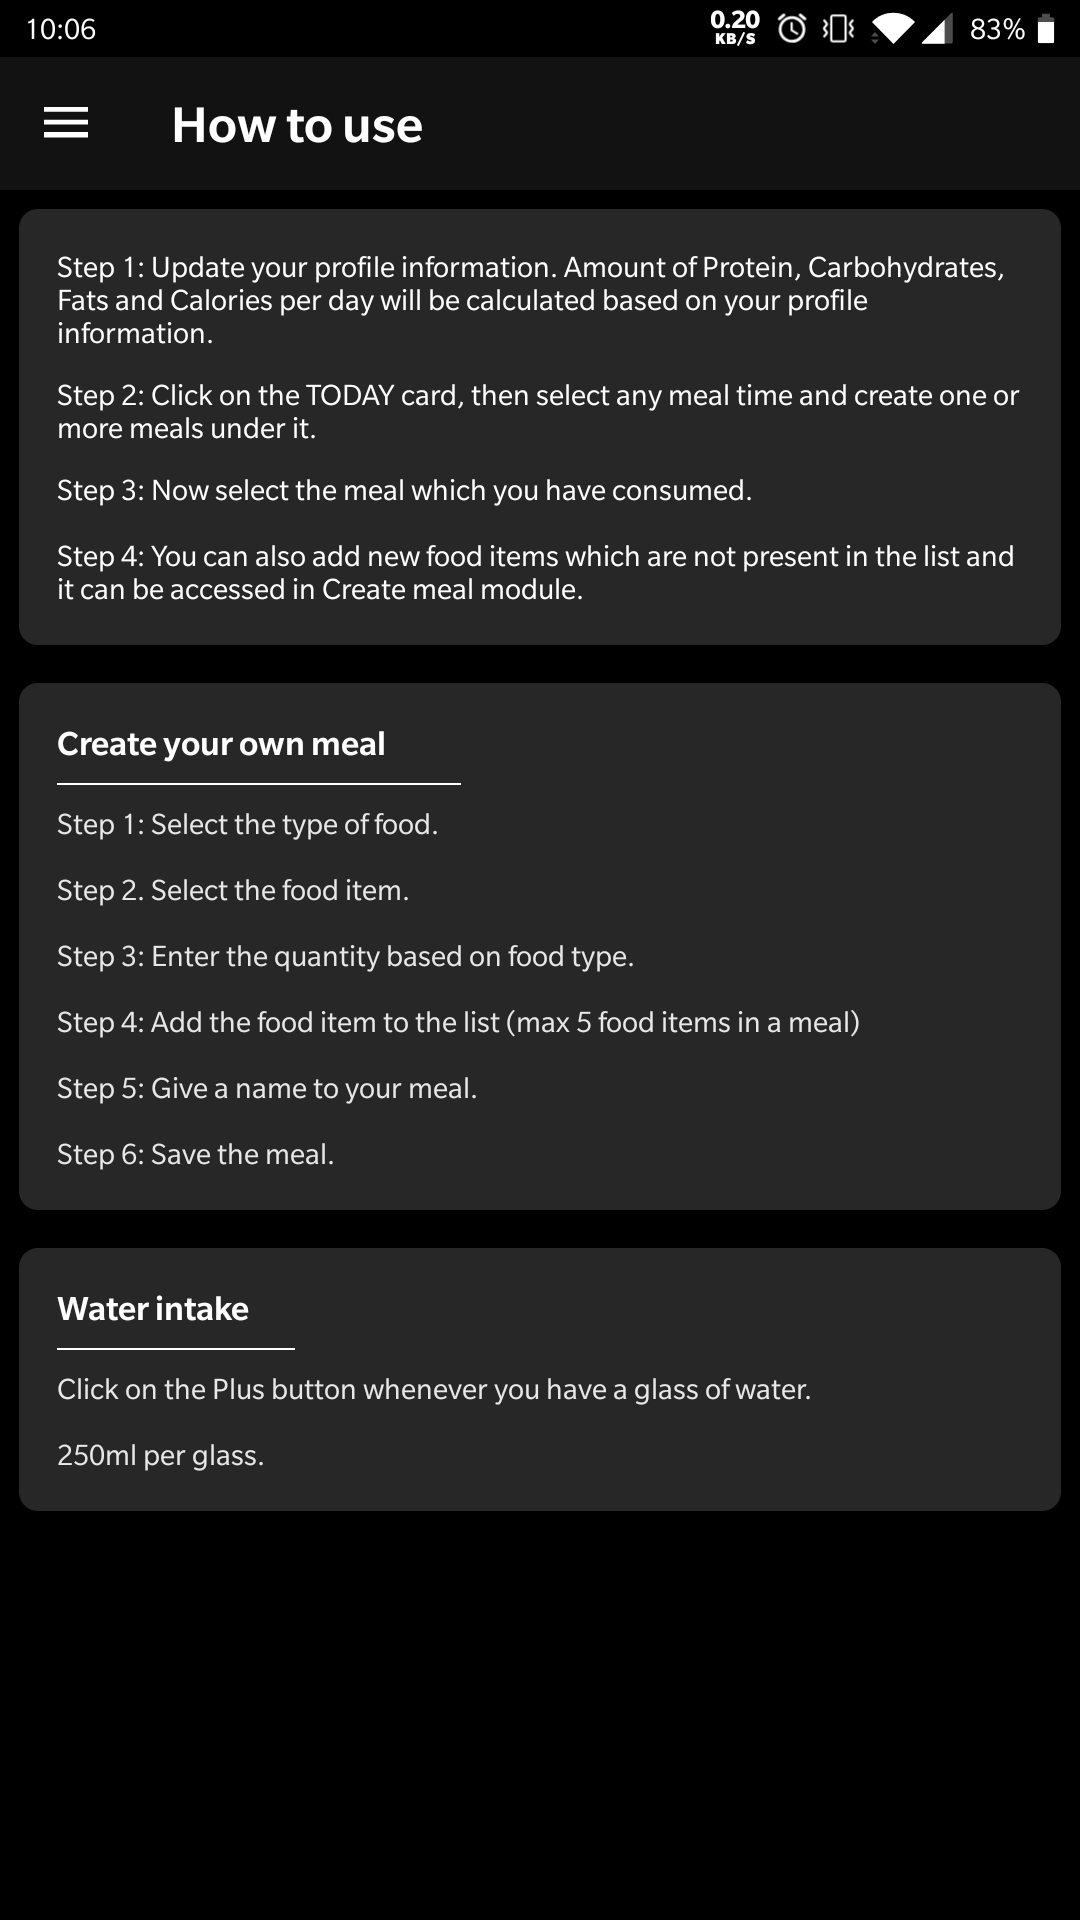 10:06
0.20
KB/S
83%
How to use
Step 1: Update your profile information. Amount of Protein, Carbohydrates,
Fats and Calories per day will be calculated based on your profile
information.
Step 2: Click on the TODAY card, then select any meal time and create one or
more meals under it.
Step 3: Now select the meal which you have consumed.
Step 4: You can also add new food items which are not present in the list and
it can be accessed in Create meal module.
Create your own meal
Step 1: Select the type of food.
Step 2. Select the food item.
Step 3: Enter the quantity based on food type.
Step 4: Add the food item to the list (max 5 food items in a meal)
Step 5: Give a name to your meal.
Step 6: Save the meal.
Water intake
Click on the Plus button whenever you have a glass of water.
250ml per glass.